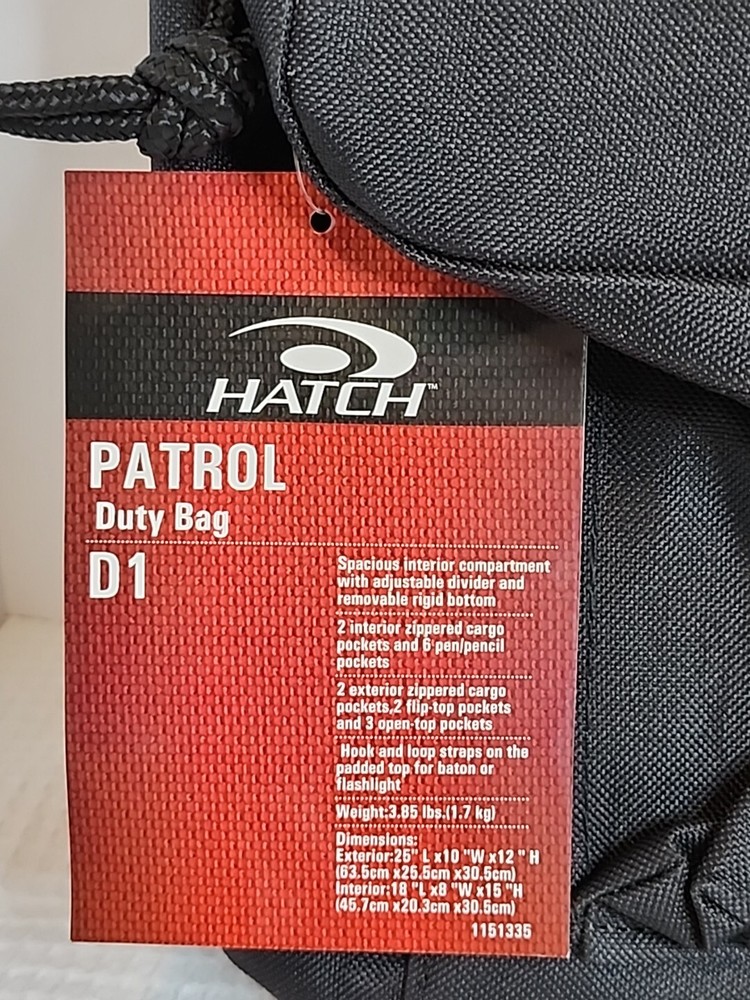 HATCH™
PATROL
Duty Bag
D1
Spacious interior compartment
with adjustable divider and
removable rigid bottom
2 interior zippered cargo
pockets and 6 pen/pencil
pockets
2 exterior zippered cargo
pockets,2 flip-top pockets
and 3 open-top pockets
Hook and loop straps on the
padded top for baton or
flashlight
Weight:3.85 lbs.(1.7 kg)
Dimensions:
Exterior:25" L x10 "W x12 " H
(63.5cm x25.5cm x30.5cm)
Interior:18 "L x8 "W x15 "H
(45.7cm x20.3cm x30.5cm)
1151335